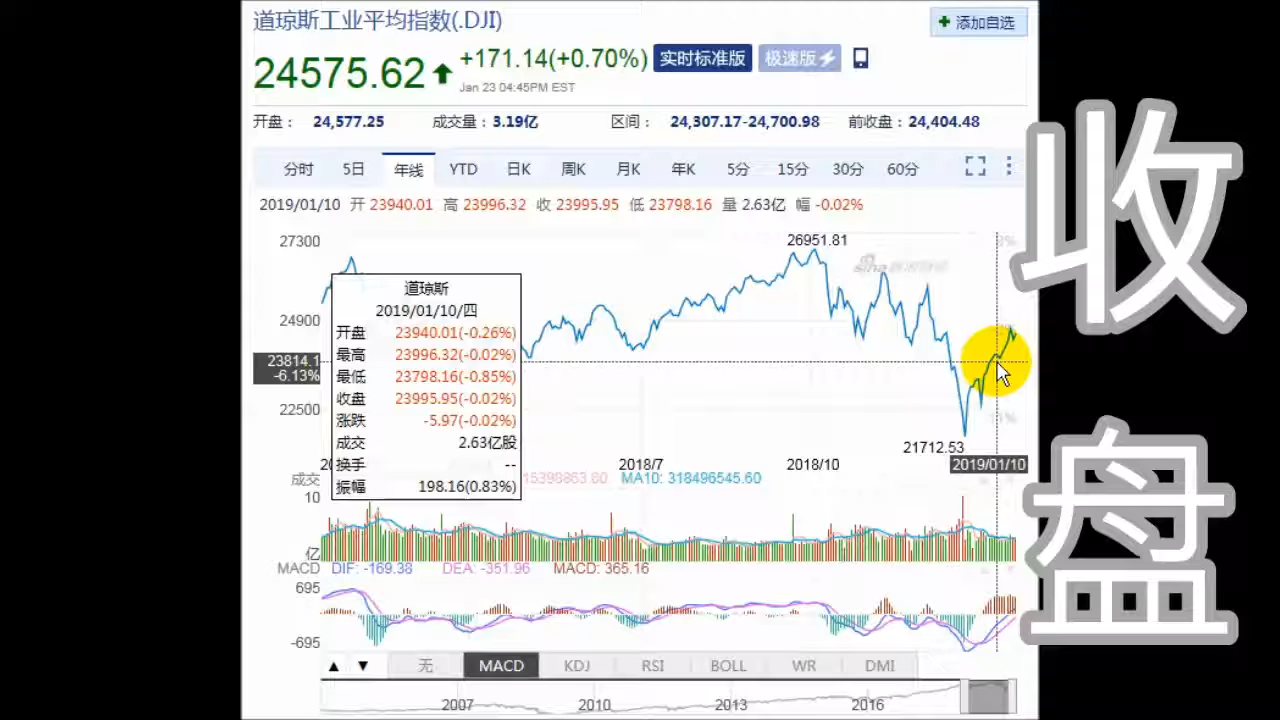 道琼斯工业平均指数(.DJI)
添加自选
24575.62 +171.14(+0.70%) 实时标准版 极速版
Jan 23 04:45PM EST
开盘： 24,577.25 成交量：3.19亿 区间： 24,307.17-24,700.98 前收盘：24,404.48
分时 5日 年线 YTD 日K 周K 月K 年K 5分 15分 30分 60分
2019/01/10 开 23940.01 高 23996.32 收 23995.95 低 23798.16 量 2.63亿 幅 -0.02%
27300
26951.81
24900
23814.1
-6.13%
22500
21712.53
道琼斯
2019/01/10/四
开盘 23940.01(-0.26%)
最高 23996.32(-0.02%)
最低 23798.16(-0.85%)
收盘 23995.95(-0.02%)
涨跌 -5.97(-0.02%)
成交 2.63亿股
换手 --
振幅 198.16(0.83%)
2018/7 2018/10 2019/01/10
成交 15398863.80 MA10: 318496545.60
10
亿
MACD DIF: -169.38 DEA: -351.96 MACD: 365.16
695
-695
▲ ▼ 无 MACD KDJ RSI BOLL WR DMI
2007 2010 2013 2016
收
盘